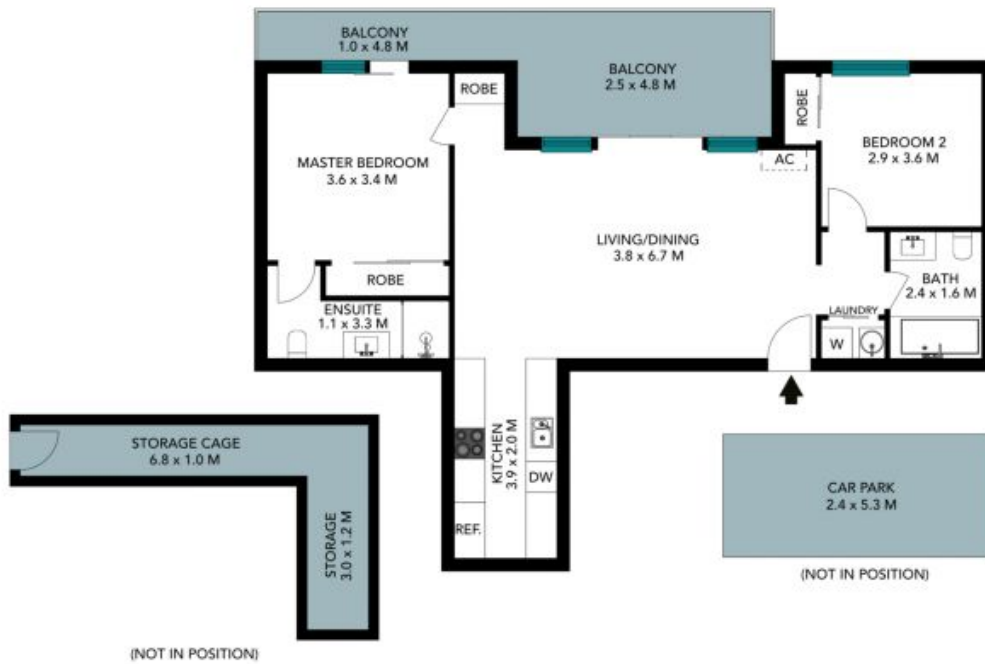 BALCONY
1.0 x 4.8 M
BALCONY
2.5 x 4.8 M
ROBE
ROBE
MASTER BEDROOM
3.6 x 3.4 M
AC
BEDROOM 2
2.9 x 3.6 M
LIVING/DINING
3.8 x 6.7 M
ROBE
ENSUITE
1.1 x 3.3 M
BATH
2.4 x 1.6 M
LAUNDRY
W
KITCHEN
3.9 x 2.0 M
DW
REF.
STORAGE CAGE
6.8 x 1.0 M
STORAGE
3.0 x 1.2 M
(NOT IN POSITION)
CAR PARK
2.4 x 5.3 M
(NOT IN POSITION)